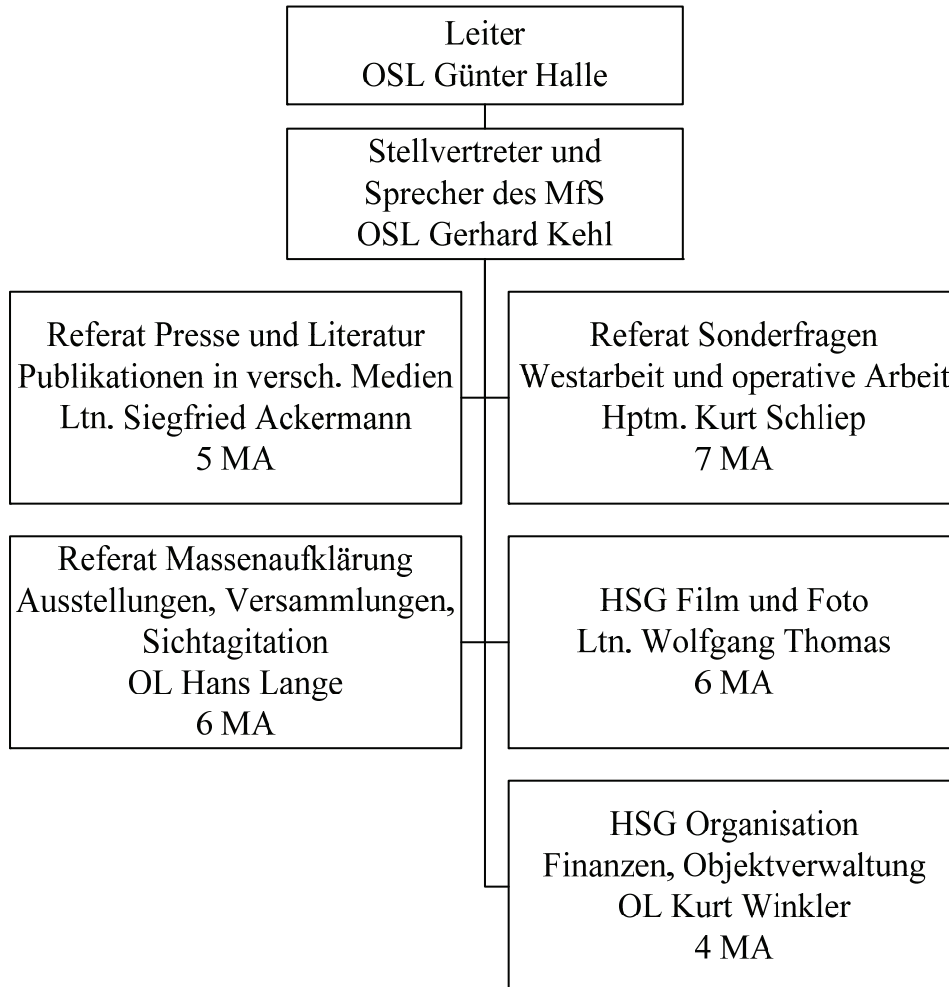 Leiter
OSL Günter Halle
Stellvertreter und
Sprecher des MfS
OSL Gerhard Kehl
Referat Presse und Literatur
Publikationen in versch. Medien
Ltn. Siegfried Ackermann
5 MA
Referat Sonderfragen
Westarbeit und operative Arbeit
Hptm. Kurt Schliep
7 MA
Referat Massenaufklärung
Ausstellungen, Versammlungen,
Sichtagitation
OL Hans Lange
6 MA
HSG Film und Foto
Ltn. Wolfgang Thomas
6 MA
HSG Organisation
Finanzen, Objektverwaltung
OL Kurt Winkler
4 MA